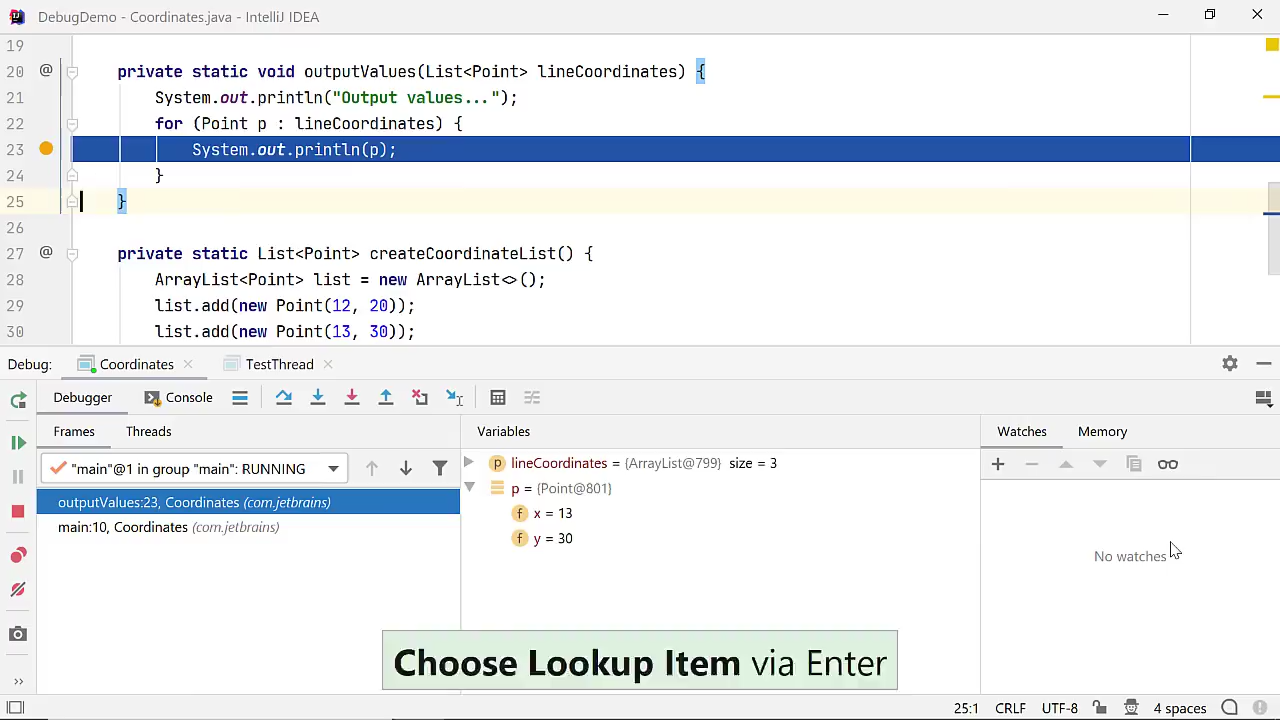 DebugDemo - Coordinates.java - IntelliJ IDEA
19
20 @ private static void outputValues(List<Point> lineCoordinates) {
21 System.out.println("Output values...");
22 for (Point p : lineCoordinates) {
23 System.out.println(p);
24 }
25 }
26
27 @ private static List<Point> createCoordinateList() {
28 ArrayList<Point> list = new ArrayList<>();
29 list.add(new Point(12, 20));
30 list.add(new Point(13, 30));
Debug: Coordinates TestThread
Debugger Console
Frames Threads Variables Watches Memory
"main"@1 in group "main": RUNNING
lineCoordinates = {ArrayList@799} size = 3
outputValues:23, Coordinates (com.jetbrains)
p = {Point@801}
main:10, Coordinates (com.jetbrains)
x = 13
y = 30
No watches
Choose Lookup Item via Enter
25:1 CRLF UTF-8 4 spaces